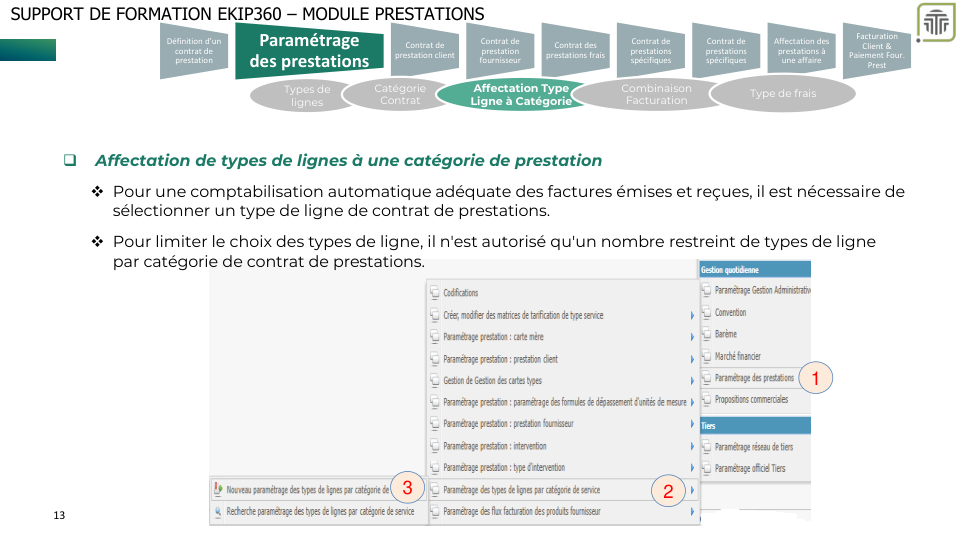 SUPPORT DE FORMATION EKIP360 – MODULE PRESTATIONS
Définition d'un
contrat de
prestation
Paramétrage
des prestations
Contrat de
prestation client
Contrat de
prestation
fournisseur
Contrat des
prestations frais
Contrat de
prestations
spécifiques
Contrat de
prestations
spécifiques
Affectation des
prestations à
une affaire
Facturation
Client &
Paiement Four.
Prest
Types de
lignes
Catégorie
Contrat
Affectation Type
Ligne à Catégorie
Combinaison
Facturation
Type de frais
❑ Affectation de types de lignes à une catégorie de prestation
❖ Pour une comptabilisation automatique adéquate des factures émises et reçues, il est nécessaire de
sélectionner un type de ligne de contrat de prestations.
❖ Pour limiter le choix des types de ligne, il n'est autorisé qu'un nombre restreint de types de ligne
par catégorie de contrat de prestations.
Gestion quotidienne
Paramétrage Gestion Administrativ
Convention
Barème
Marché financier
Paramétrage des prestations
1
Propositions commerciales
Tiers
Paramétrage réseau de tiers
Paramétrage officiel Tiers
Codifications
Créer, modifier des matrices de tarification de type service
Paramétrage prestation : carte mère
Paramétrage prestation : prestation client
Gestion de Gestion des cartes types
Paramétrage prestation : paramétrage des formules de dépassement d'unités de mesure
Paramétrage prestation : prestation fournisseur
Paramétrage prestation : intervention
Paramétrage prestation : type d'intervention
Paramétrage des types de lignes par catégorie de service
2
Paramétrage des flux facturation des produits fournisseur
Nouveau paramétrage des types de lignes par catégorie de
3
Recherche paramétrage des types de lignes par catégorie de service
13